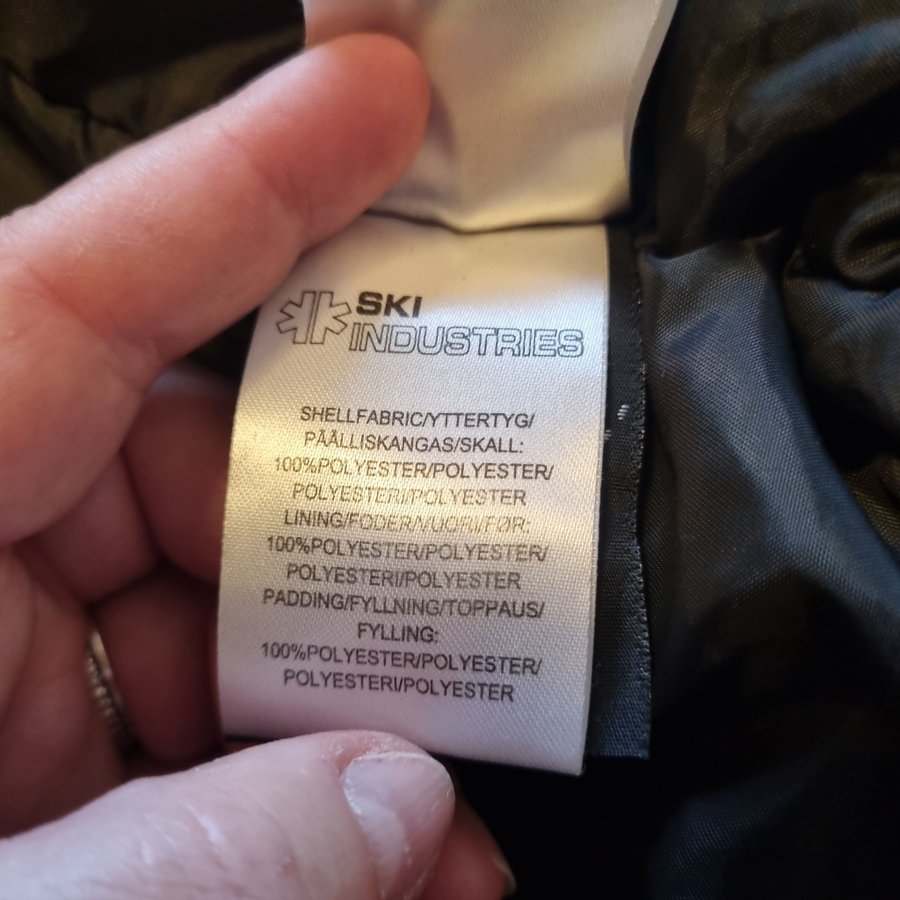 SKI
INDUSTRIES
SHELLFABRIC/YTTERTYG/
PÄÄLLISKANGAS/SKALL:
100%POLYESTER/POLYESTER/
POLYESTERI/POLYESTER
LINING/FODER/VUORI/FØR:
100%POLYESTER/POLYESTER/
POLYESTERI/POLYESTER
PADDING/FYLLNING/TOPPAUS/
FYLLING:
100%POLYESTER/POLYESTER/
POLYESTERI/POLYESTER